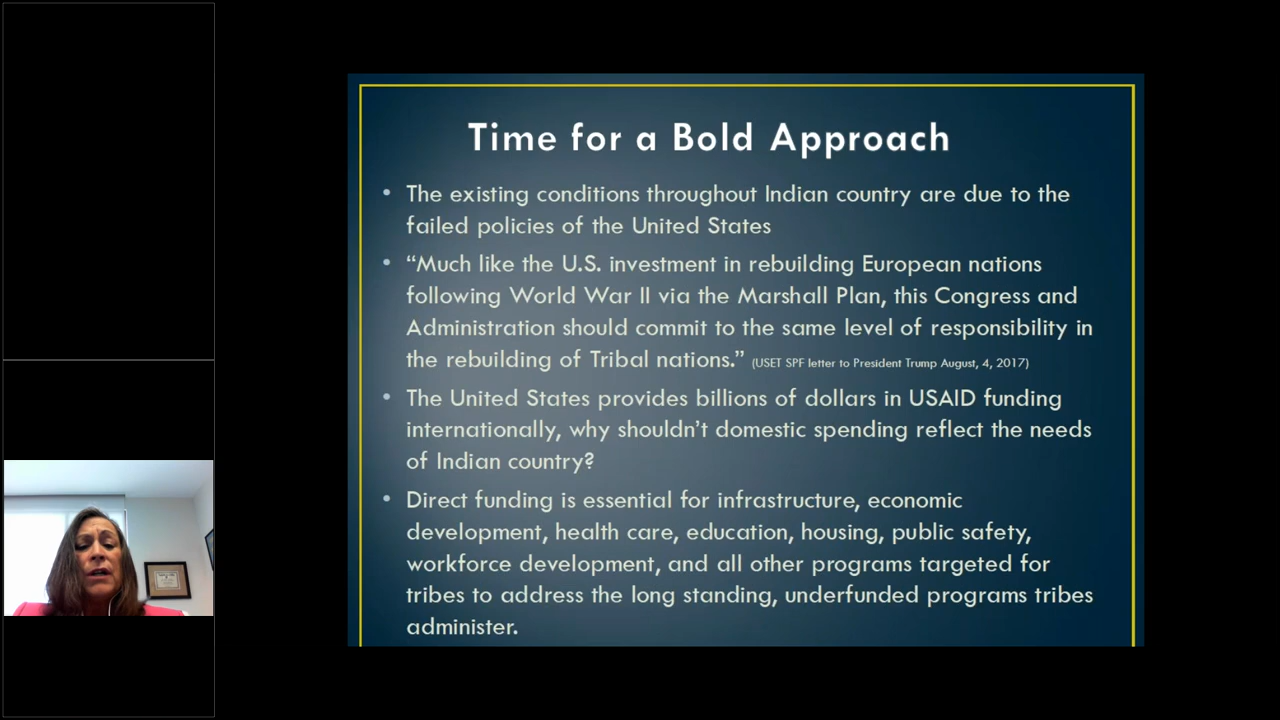 Time for a Bold Approach
• The existing conditions throughout Indian country are due to the
failed policies of the United States
• “Much like the U.S. investment in rebuilding European nations
following World War II via the Marshall Plan, this Congress and
Administration should commit to the same level of responsibility in
the rebuilding of Tribal nations.” (USET SPF letter to President Trump August, 4, 2017)
• The United States provides billions of dollars in USAID funding
internationally, why shouldn’t domestic spending reflect the needs
of Indian country?
• Direct funding is essential for infrastructure, economic
development, health care, education, housing, public safety,
workforce development, and all other programs targeted for
tribes to address the long standing, underfunded programs tribes
administer.